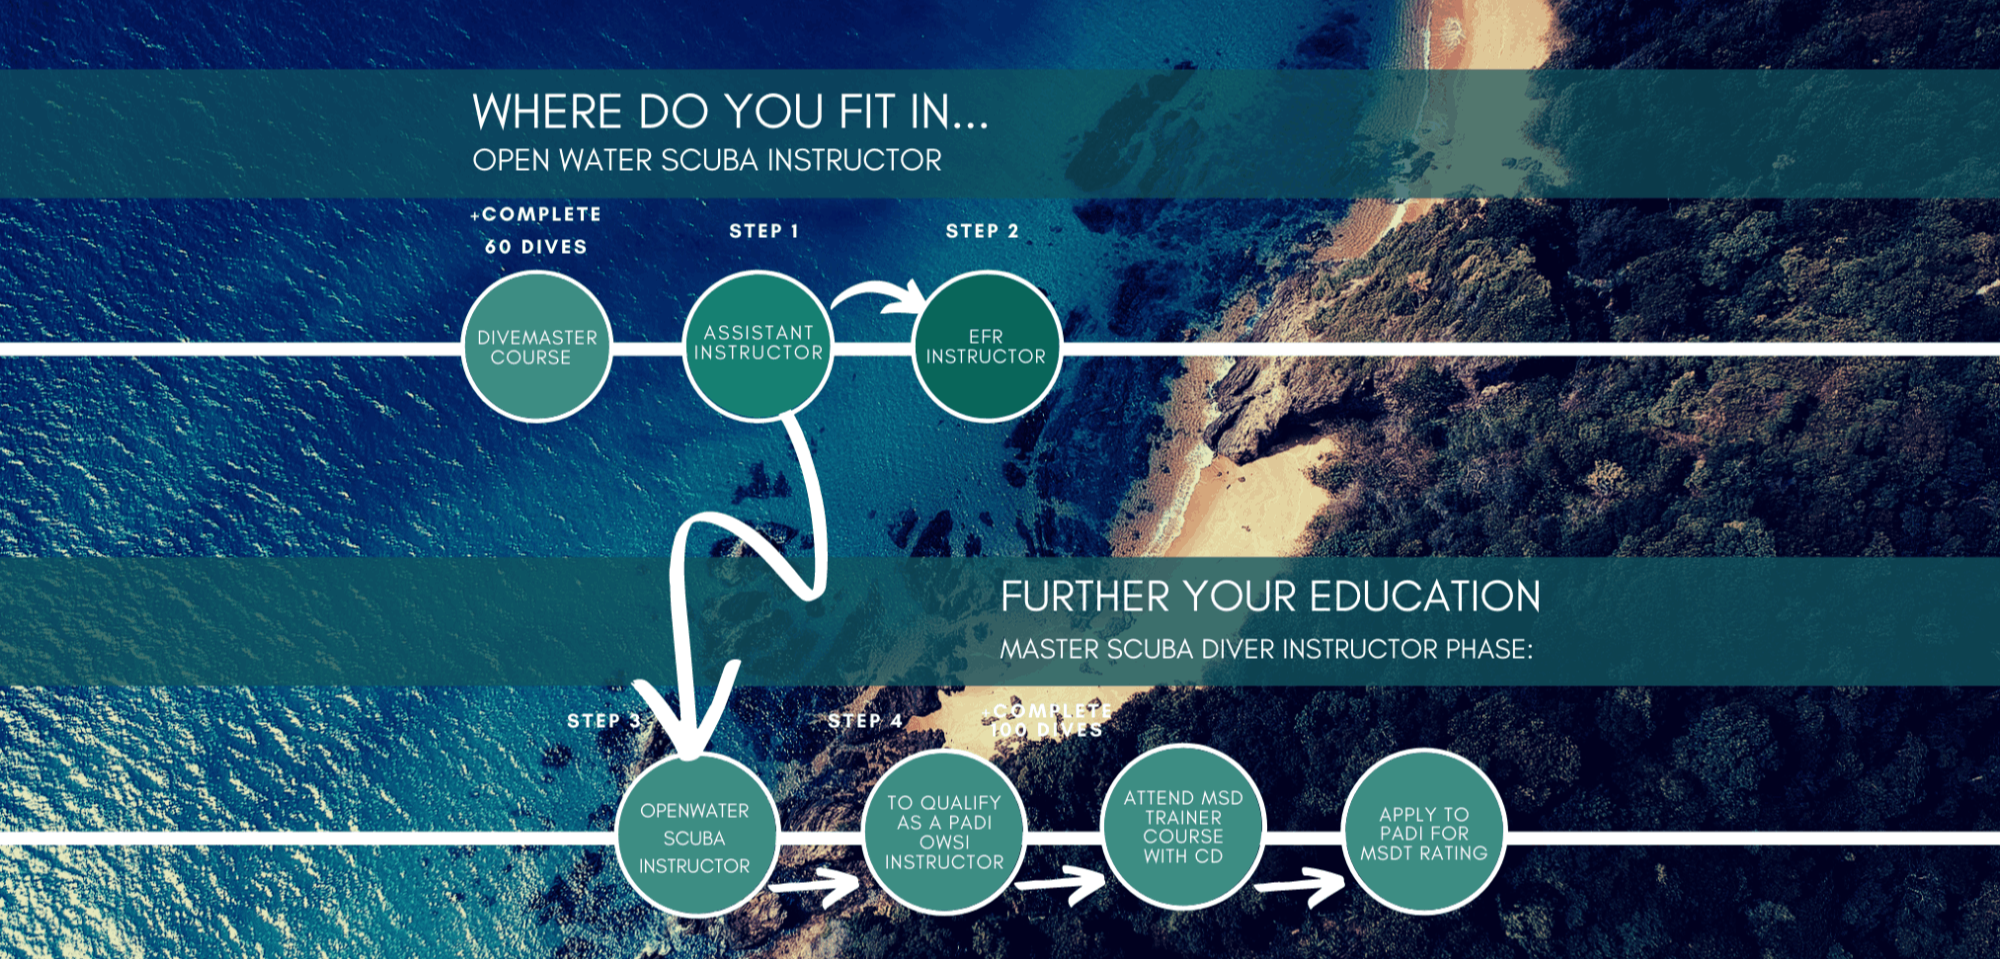 WHERE DO YOU FIT IN...
OPEN WATER SCUBA INSTRUCTOR
+COMPLETE
60 DIVES
STEP 1
STEP 2
DIVEMASTER
COURSE
ASSISTANT
INSTRUCTOR
EFR
INSTRUCTOR
FURTHER YOUR EDUCATION
MASTER SCUBA DIVER INSTRUCTOR PHASE:
STEP 3
STEP 4
+COMPLETE
100 DIVES
OPENWATER
SCUBA
INSTRUCTOR
TO QUALIFY
AS A PADI
OWSI
INSTRUCTOR
ATTEND MSD
TRAINER
COURSE
WITH CD
APPLY TO
PADI FOR
MSDT RATING